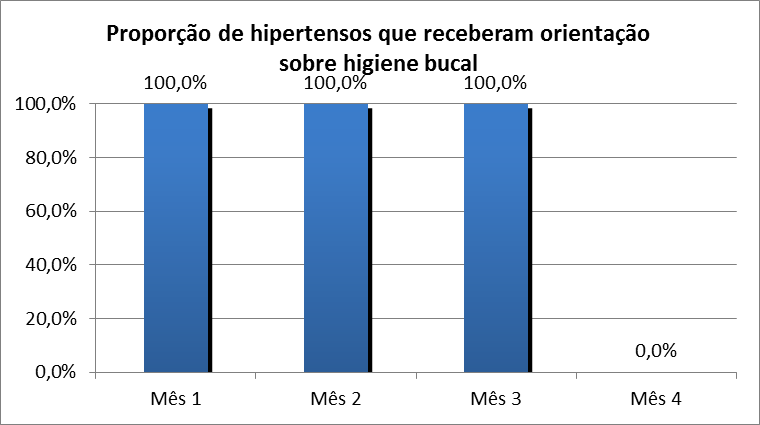 Proporção de hipertensos que receberam orientação
sobre higiene bucal
100,0% 100,0% 100,0%
100,0%
80,0%
60,0%
40,0%
20,0%
0,0%
0,0%
Mês 1 Mês 2 Mês 3 Mês 4